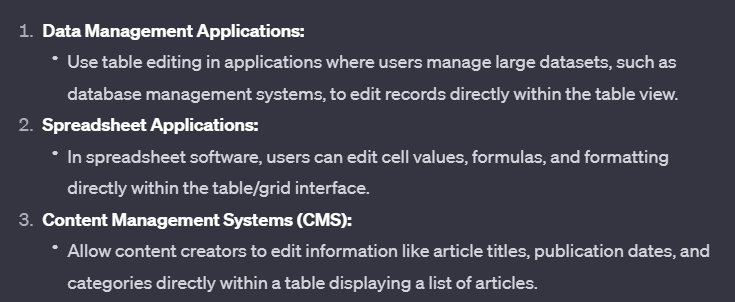 1. Data Management Applications:
• Use table editing in applications where users manage large datasets, such as
database management systems, to edit records directly within the table view.
2. Spreadsheet Applications:
• In spreadsheet software, users can edit cell values, formulas, and formatting
directly within the table/grid interface.
3. Content Management Systems (CMS):
• Allow content creators to edit information like article titles, publication dates, and
categories directly within a table displaying a list of articles.